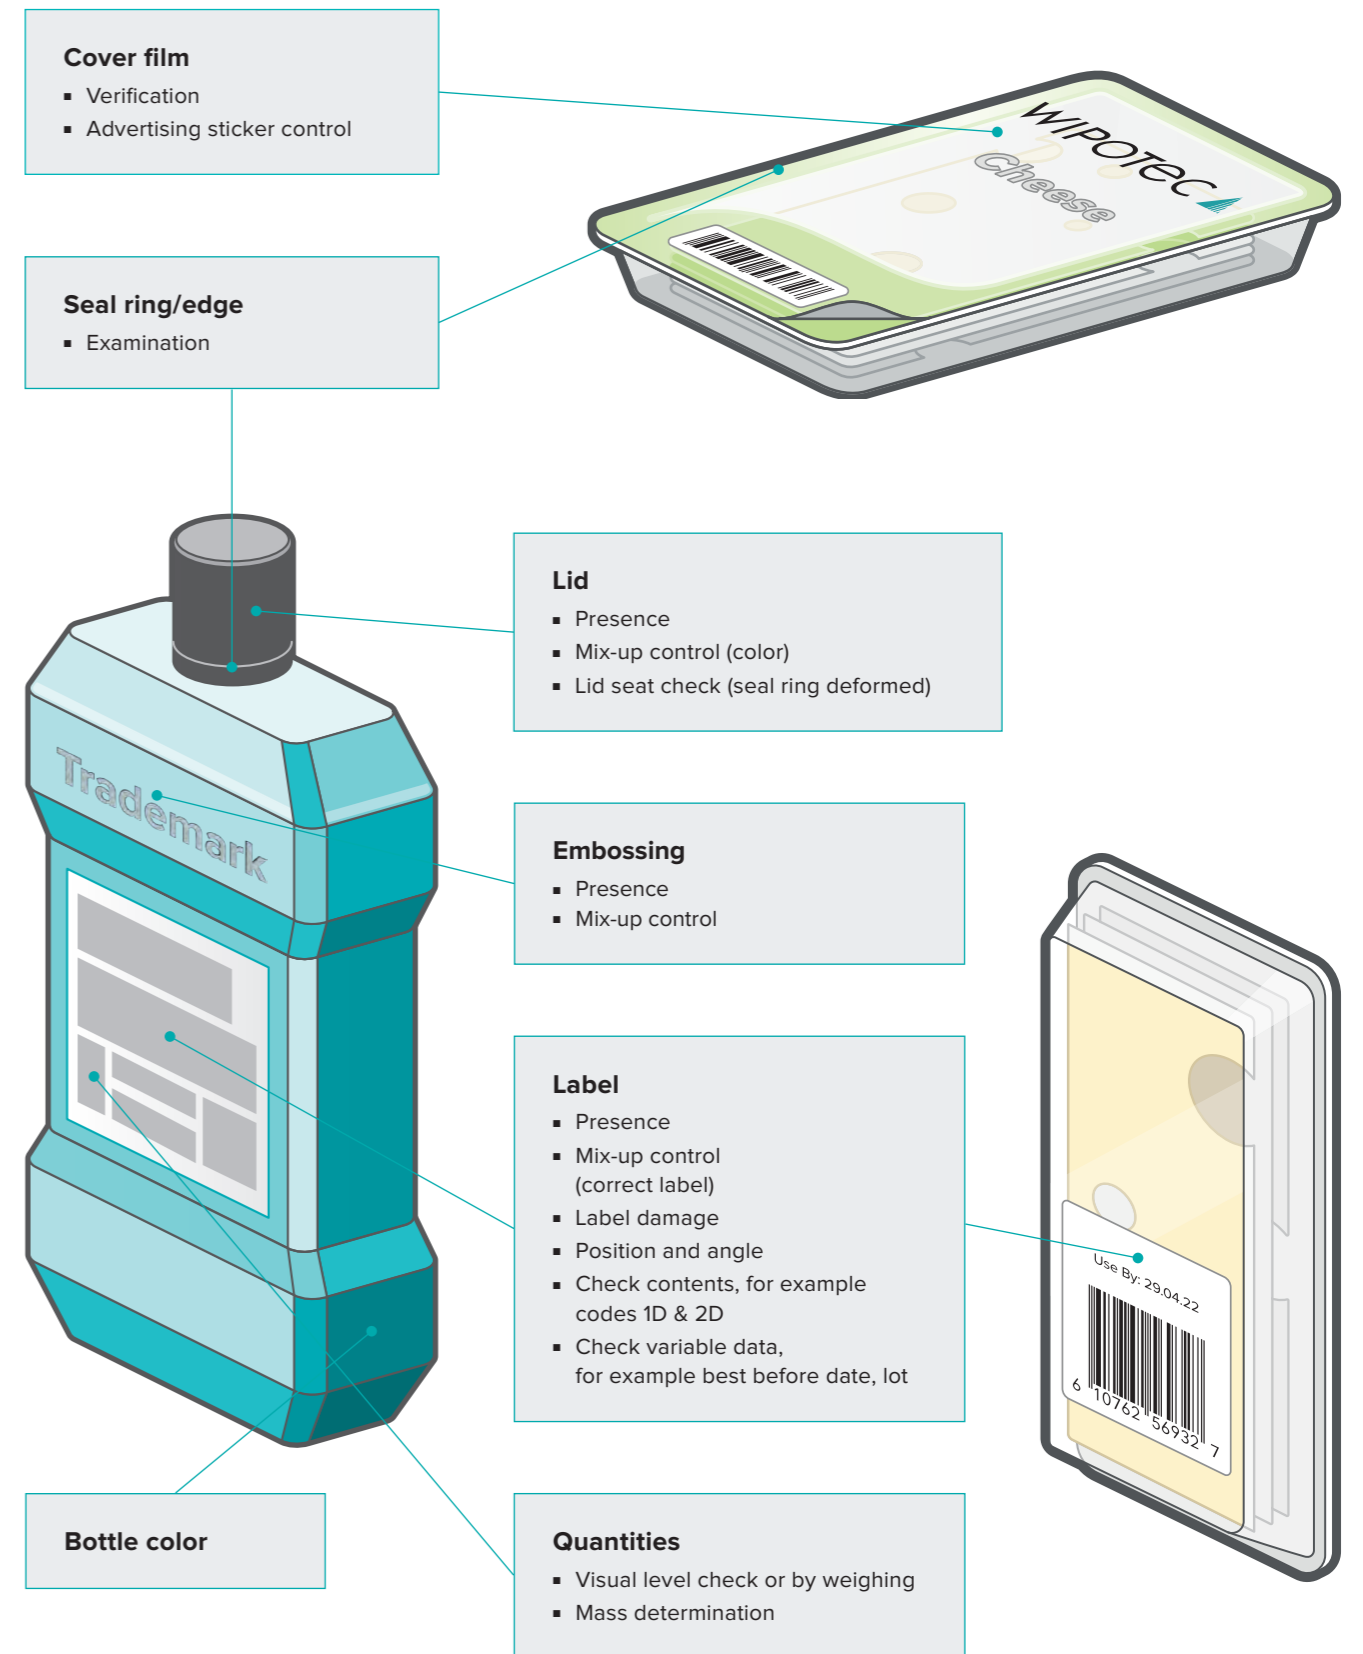 Cover film
▪ Verification
▪ Advertising sticker control
WIPOTEC
Cheese
Seal ring/edge
▪ Examination
Lid
▪ Presence
▪ Mix-up control (color)
▪ Lid seat check (seal ring deformed)
Trademark
Embossing
▪ Presence
▪ Mix-up control
Label
▪ Presence
▪ Mix-up control
(correct label)
▪ Label damage
▪ Position and angle
▪ Check contents, for example
codes 1D & 2D
▪ Check variable data,
for example best before date, lot
Use By: 29.04.22
6 10762 56932 7
Bottle color
Quantities
▪ Visual level check or by weighing
▪ Mass determination